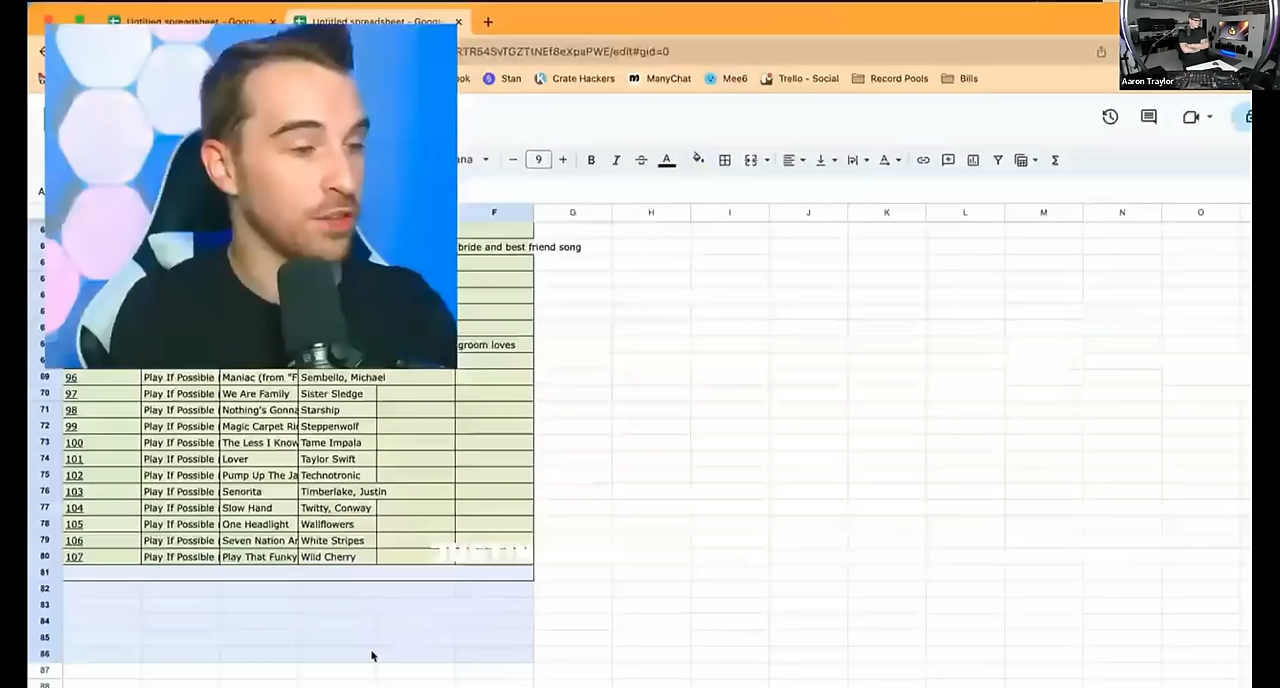 Untitled spreadsheet - Goog
Untitled spreadsheet - Googl
Aaron Traylor
RTR64SvTGZTtNEf8eXpaPWE/edit#gid=0
ok Stan Crate Hackers ManyChat Mee6 Trello - Social Record Pools Bills
ana 9 B I A Σ
A
F G H I J K L M N O
bride and best friend song
groom loves
69 96 Play If Possible Maniac (from "F Sembello, Michael
70 97 Play If Possible We Are Family Sister Sledge
71 98 Play If Possible Nothing's Gonna Starship
72 99 Play If Possible Magic Carpet Ri Steppenwolf
73 100 Play If Possible The Less I Know Tame Impala
74 101 Play If Possible Lover Taylor Swift
75 102 Play If Possible Pump Up The Ja Technotronic
76 103 Play If Possible Senorita Timberlake, Justin
77 104 Play If Possible Slow Hand Twitty, Conway
78 105 Play If Possible One Headlight Wallflowers
79 106 Play If Possible Seven Nation Ar White Stripes
80 107 Play If Possible Play That Funky Wild Cherry
81
82
83
84
85
86
87
88